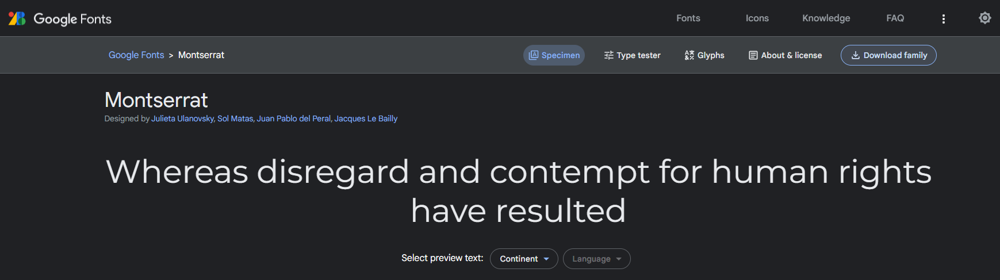 Google Fonts
Fonts Icons Knowledge FAQ
Google Fonts > Montserrat
Specimen Type tester Glyphs About & license Download family
Montserrat
Designed by Julieta Ulanovsky, Sol Matas, Juan Pablo del Peral, Jacques Le Bailly
Whereas disregard and contempt for human rights
have resulted
Select preview text: Continent Language